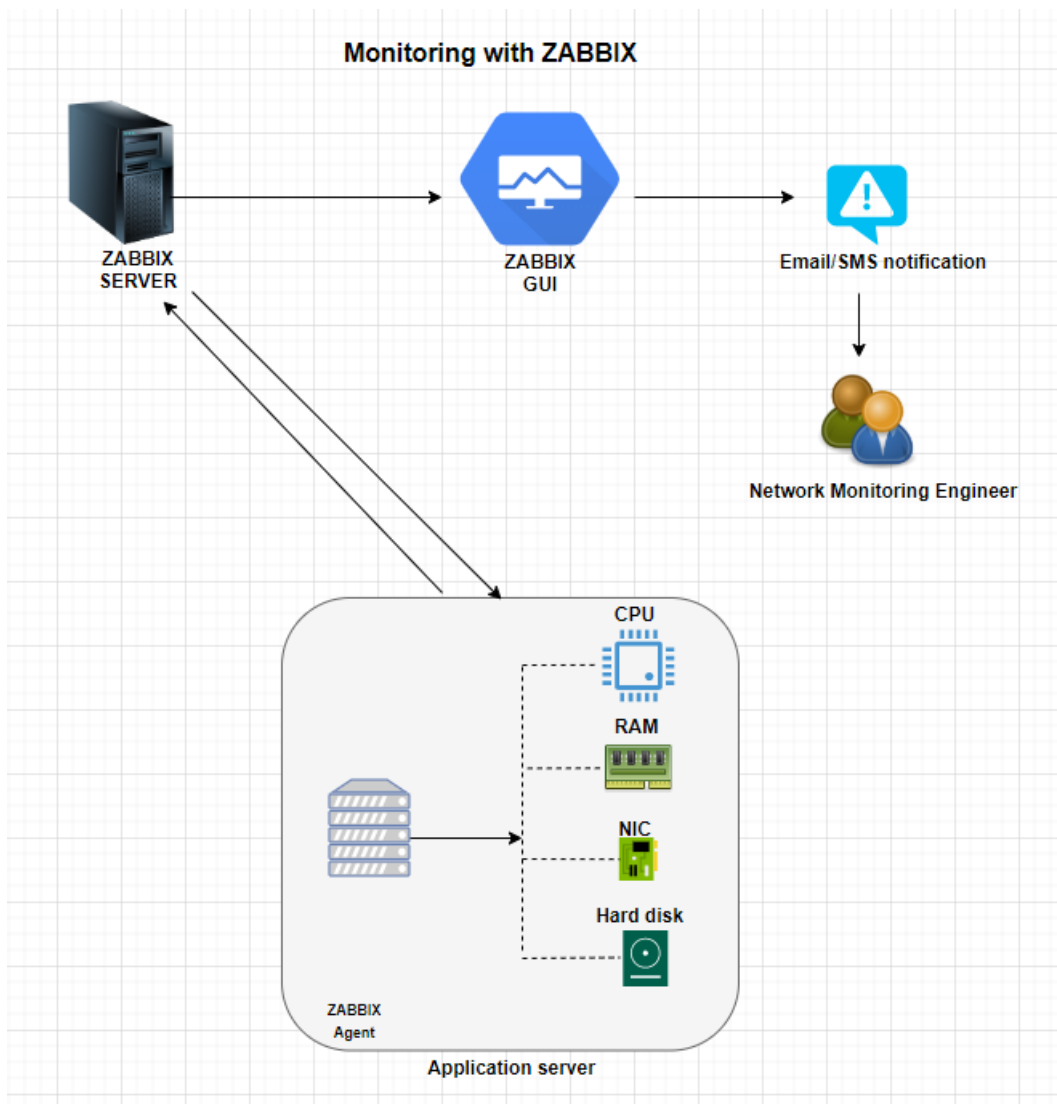 Monitoring with ZABBIX
ZABBIX
SERVER
ZABBIX
GUI
Email/SMS notification
Network Monitoring Engineer
CPU
RAM
NIC
Hard disk
ZABBIX
Agent
Application server